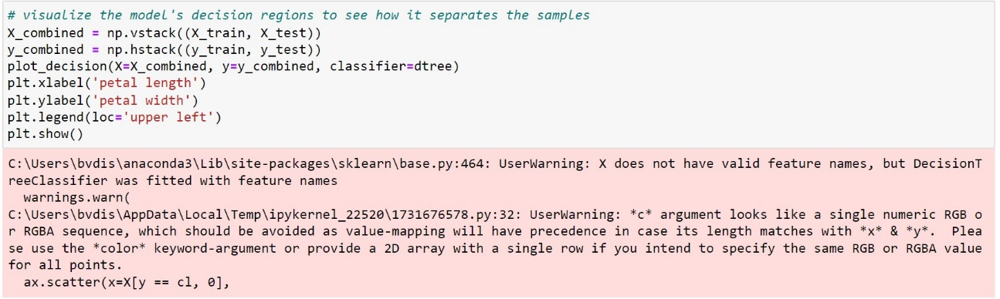 # visualize the model's decision regions to see how it separates the samples
X_combined = np.vstack((X_train, X_test))
y_combined = np.hstack((y_train, y_test))
plot_decision(X=X_combined, y=y_combined, classifier=dtree)
plt.xlabel('petal length')
plt.ylabel('petal width')
plt.legend(loc='upper left')
plt.show()
C:\Users\bvdis\anaconda3\Lib\site-packages\sklearn\base.py:464: UserWarning: X does not have valid feature names, but DecisionT
reeClassifier was fitted with feature names
  warnings.warn(
C:\Users\bvdis\AppData\Local\Temp\ipykernel_22520\1731676578.py:32: UserWarning: *c* argument looks like a single numeric RGB o
r RGBA sequence, which should be avoided as value-mapping will have precedence in case its length matches with *x* & *y*.  Plea
se use the *color* keyword-argument or provide a 2D array with a single row if you intend to specify the same RGB or RGBA value
for all points.
  ax.scatter(x=X[y == cl, 0],